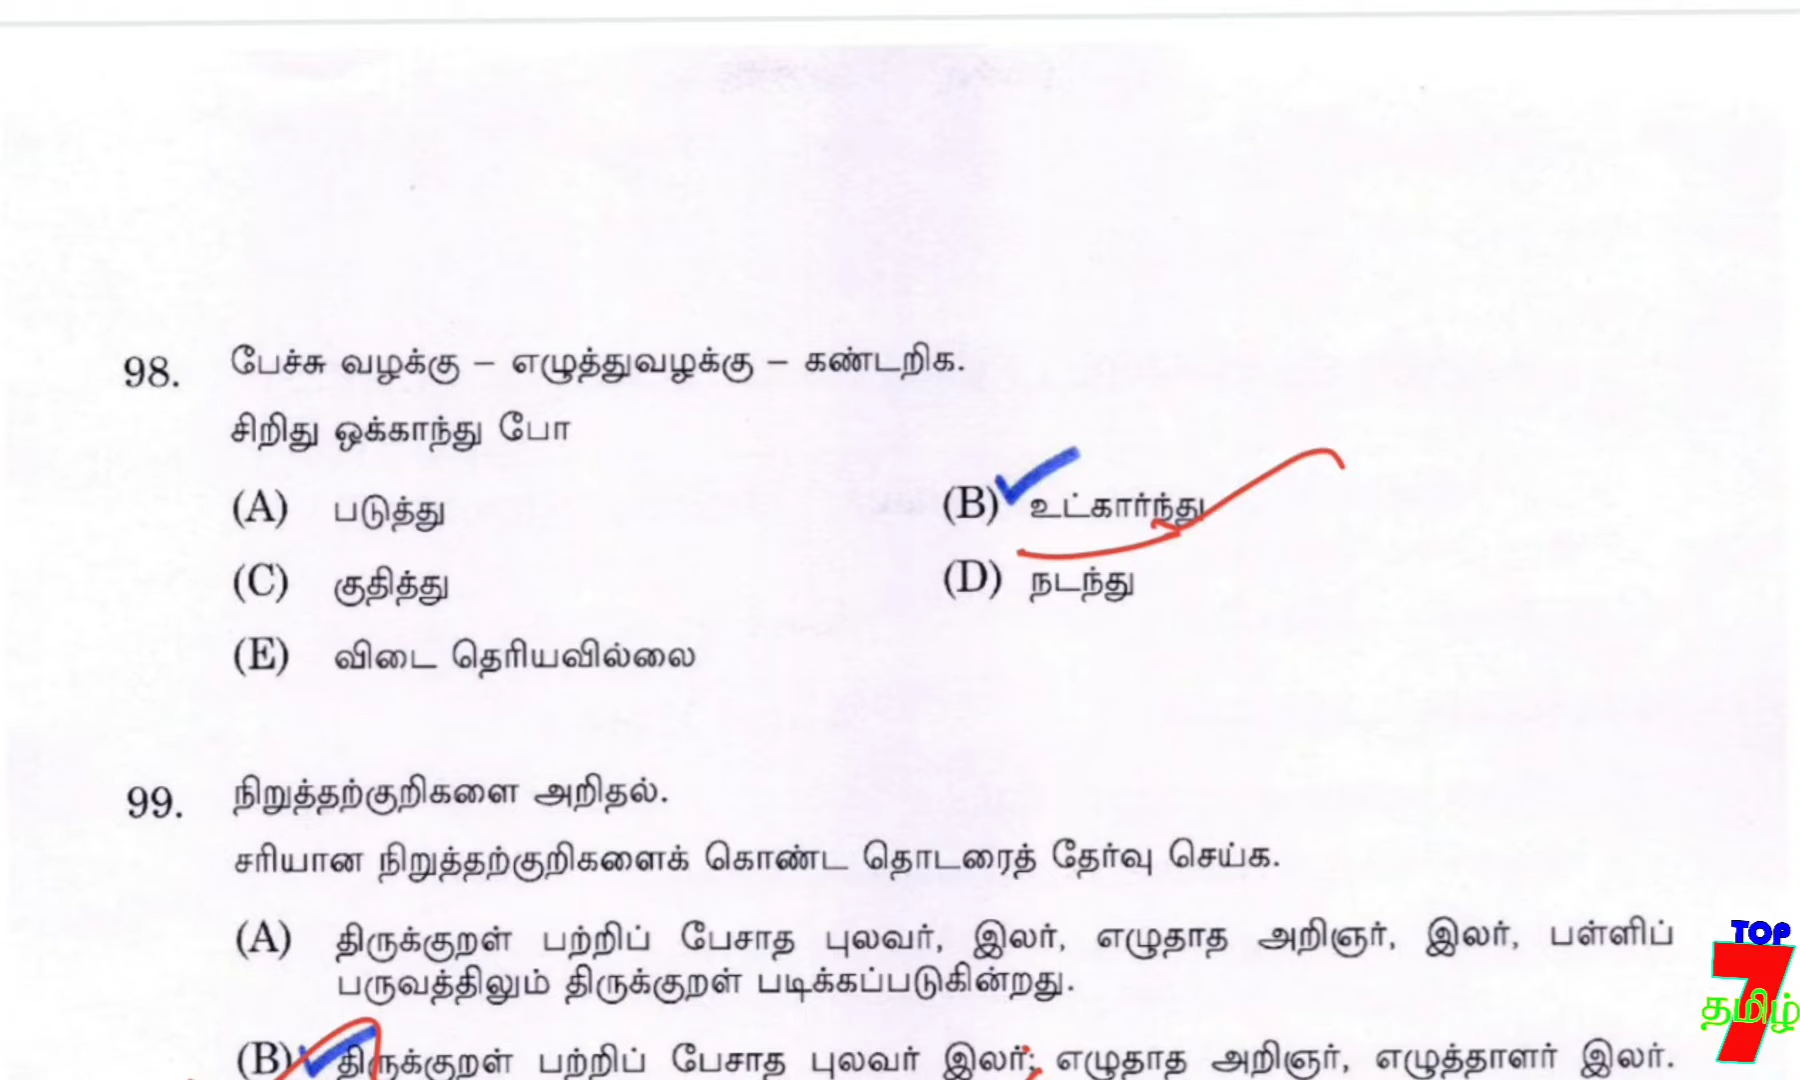 98. பேச்சு வழக்கு – எழுத்துவழக்கு – கண்டறிக.
சிறிது ஒக்காந்து போ
(A) படுத்து
(B) உட்கார்ந்து
(C) குதித்து
(D) நடந்து
(E) விடை தெரியவில்லை
99. நிறுத்தற்குறிகளை அறிதல்.
சரியான நிறுத்தற்குறிகளைக் கொண்ட தொடரைத் தேர்வு செய்க.
(A) திருக்குறள் பற்றிப் பேசாத புலவர், இலர், எழுதாத அறிஞர், இலர், பள்ளிப்
பருவத்திலும் திருக்குறள் படிக்கப்படுகின்றது.
(B) திருக்குறள் பற்றிப் பேசாத புலவர் இலர்; எழுதாத அறிஞர், எழுத்தாளர் இலர்.
TOP
7
தமிழ்